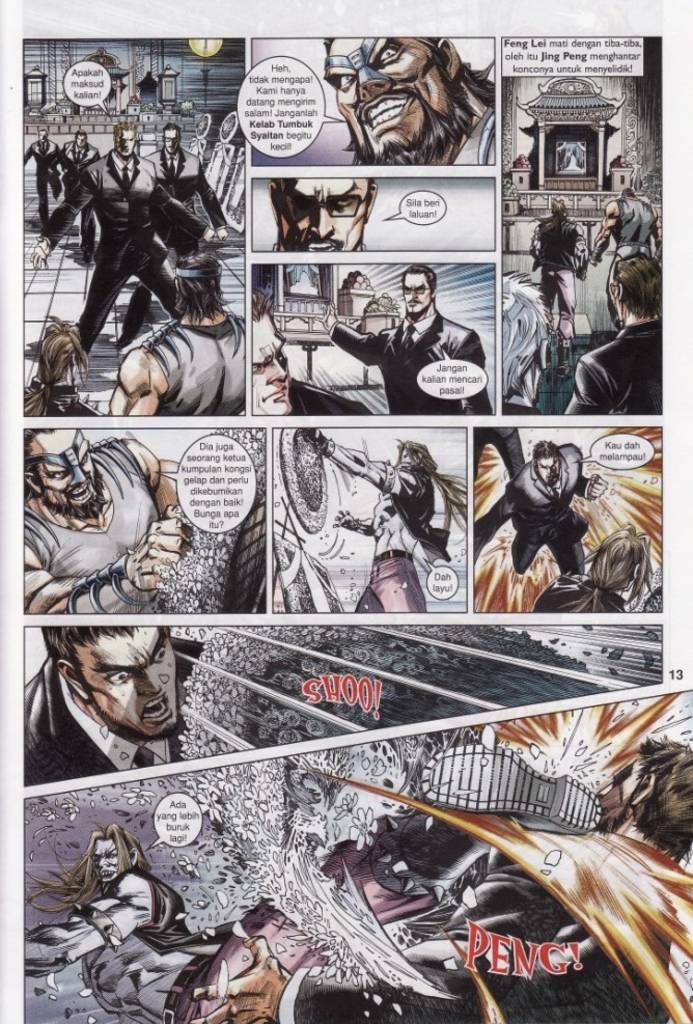 Apakah
maksud
kalian!
Heh,
tidak mengapa!
Kami hanya
datang mengirim
salam! Janganlah
Kelab Tumbuk
Syaitan begitu
kecil!
Sila beri
laluan!
Jangan
kalian mencari
pasal!
Feng Lei mati dengan tiba-tiba,
oleh itu Jing Peng menghantar
konconya untuk menyelidik!
Dia juga
seorang ketua
kumpulan kongsi
gelap dan perlu
dikebumikan
dengan baik!
Bunga apa
itu?
Dah
layu!
Kau dah
melampau!
SHOO!
13
Ada
yang lebih
buruk
lagi!
PENG!